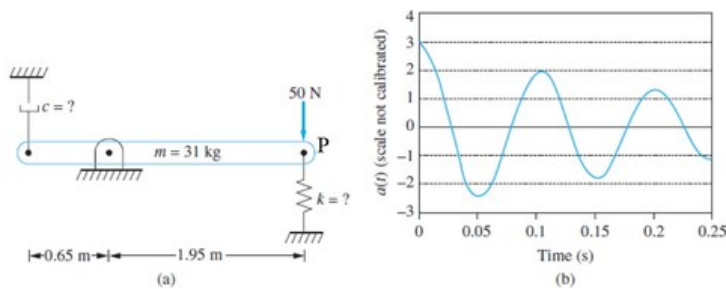 c = ?
50 N
P
m = 31 kg
k = ?
0.65 m
1.95 m
(a)
a(t) (scale not calibrated)
4
3
2
1
0
−1
−2
−3
0
0.05
0.1
0.15
0.2
0.25
Time (s)
(b)